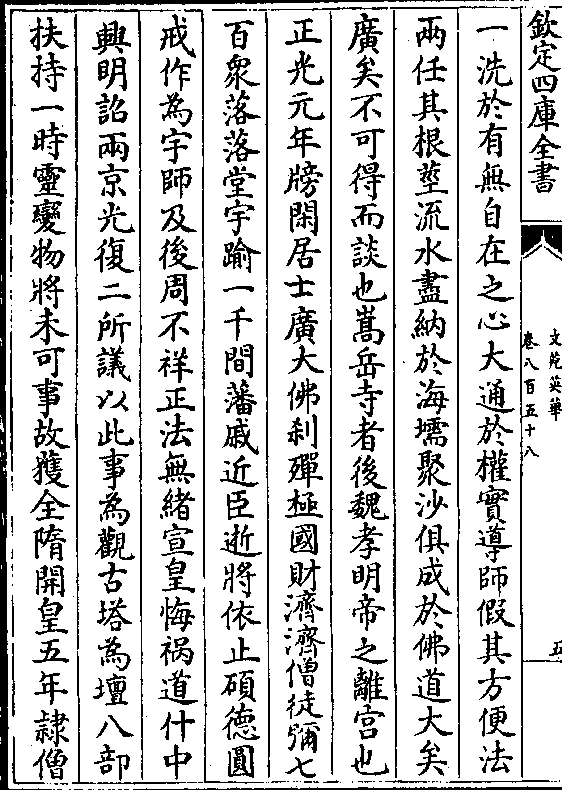 欽定四庫全書
文苑英華
卷八百五十八
五
一洗於有無自在之心大通於權實導師假其方便法
兩任其根莖流水盡納於海壖聚沙俱成於佛道大矣
廣矣不可得而談也嵩岳寺者後魏孝明帝之離宮也
正光元年牓閑居士廣大佛剎殫極國財濟濟僧徒彌七
百衆落落堂宇踰一千間藩戚近臣逝將依止碩德圓
戒作為宇師及後周不祥正法無緒宣皇悔禍道什中
興明詔兩京光復二所議以此事為觀古塔為壇八部
扶持一時靈變物將未可事故獲全隋開皇五年隷僧